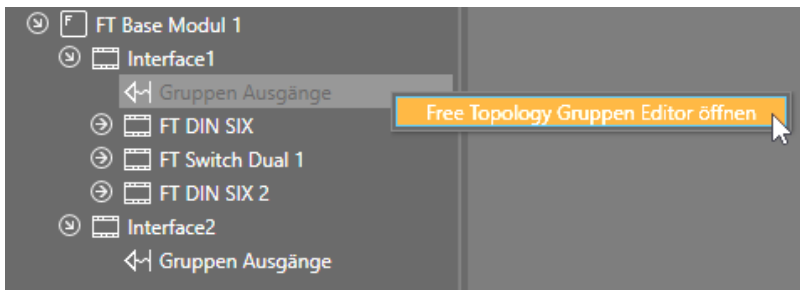 F FT Base Modul 1
Interface1
Gruppen Ausgänge
Free Topology Gruppen Editor öffnen
FT DIN SIX
FT Switch Dual 1
FT DIN SIX 2
Interface2
Gruppen Ausgänge